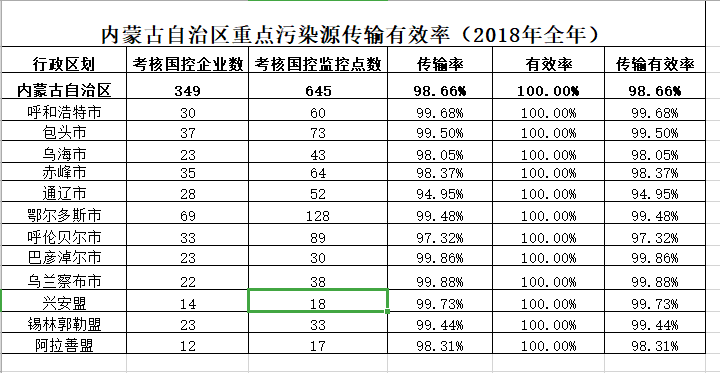 内蒙古自治区重点污染源传输有效率（2018年全年）
行政区划 考核国控企业数 考核国控监控点数 传输率 有效率 传输有效率
内蒙古自治区 349 645 98.66% 100.00% 98.66%
呼和浩特市 30 60 99.68% 100.00% 99.68%
包头市 37 73 99.50% 100.00% 99.50%
乌海市 23 43 98.05% 100.00% 98.05%
赤峰市 35 64 98.37% 100.00% 98.37%
通辽市 28 52 94.95% 100.00% 94.95%
鄂尔多斯市 69 128 99.48% 100.00% 99.48%
呼伦贝尔市 33 89 97.32% 100.00% 97.32%
巴彦淖尔市 23 30 99.86% 100.00% 99.86%
乌兰察布市 22 38 99.88% 100.00% 99.88%
兴安盟 14 18 99.73% 100.00% 99.73%
锡林郭勒盟 23 33 99.44% 100.00% 99.44%
阿拉善盟 12 17 98.31% 100.00% 98.31%